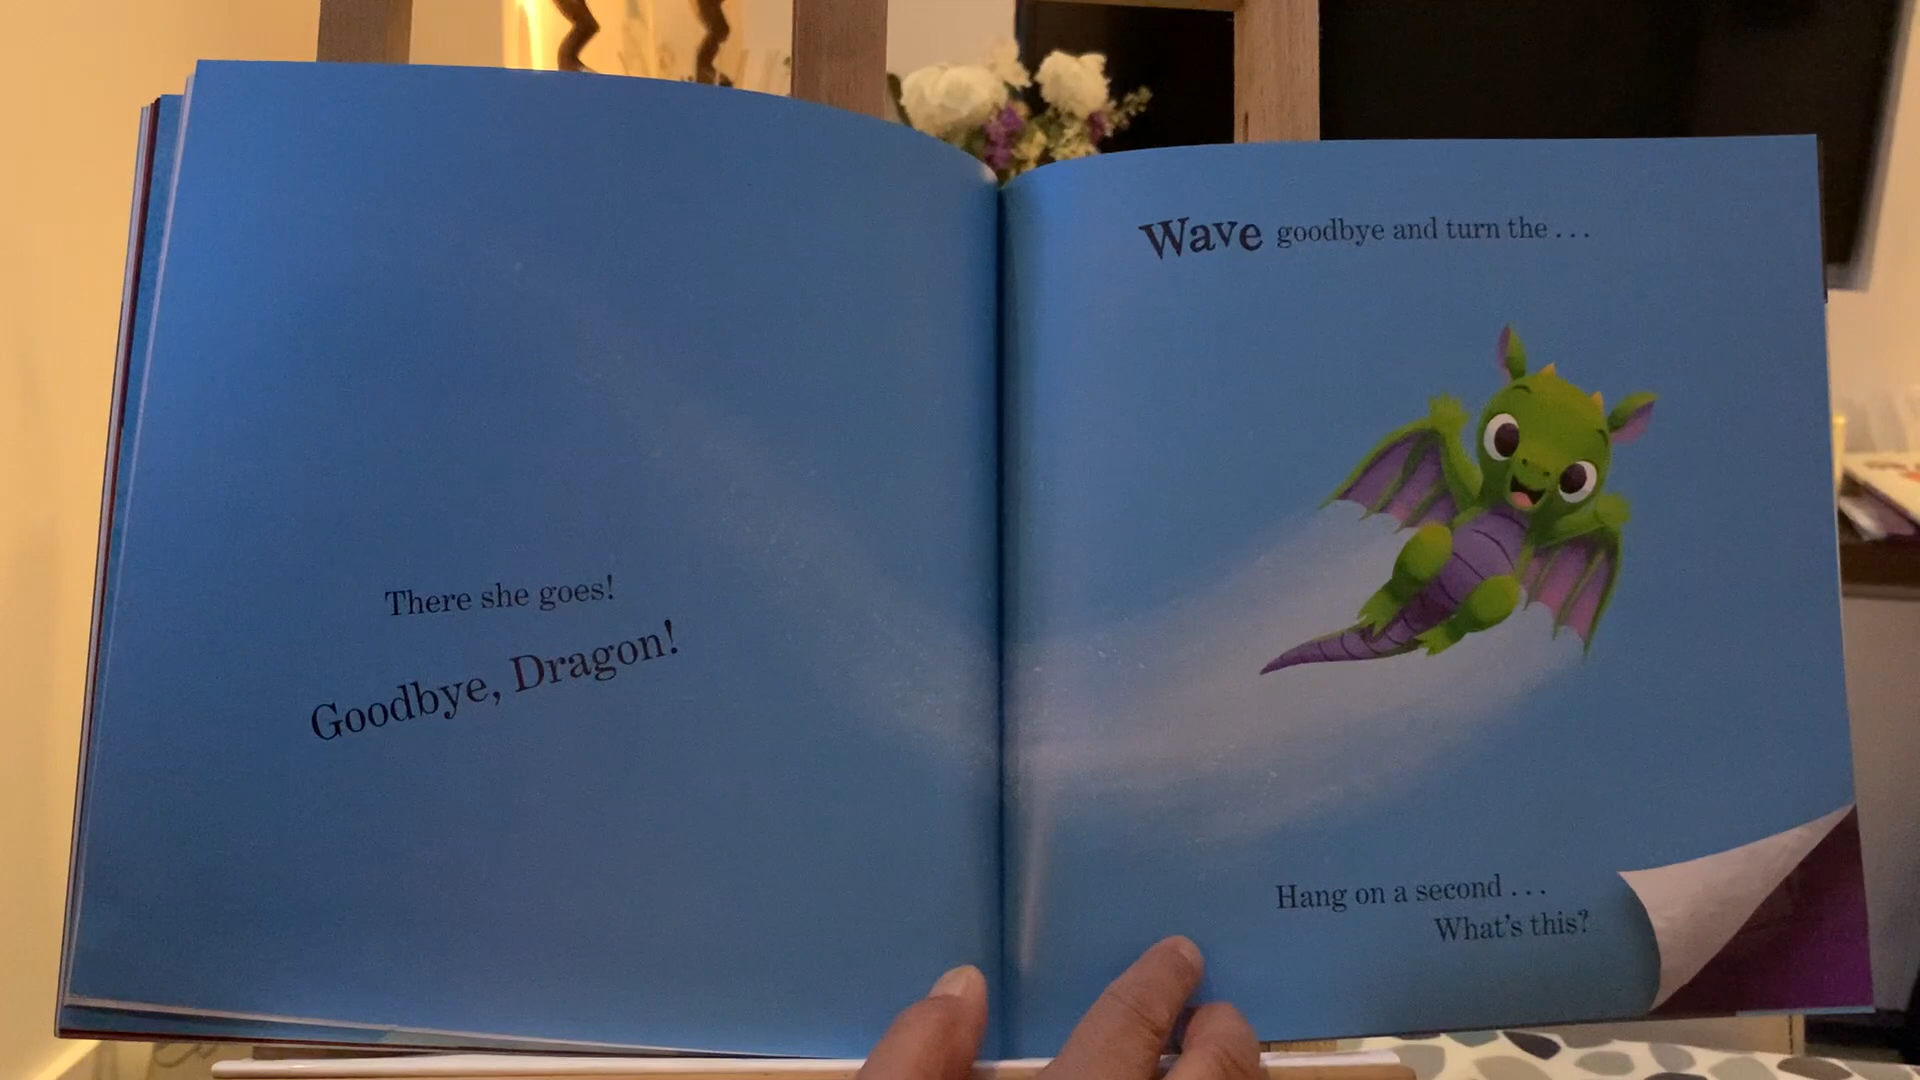 There she goes!
Goodbye, Dragon!
Wave goodbye and turn the . . .
Hang on a second . . .
What's this?